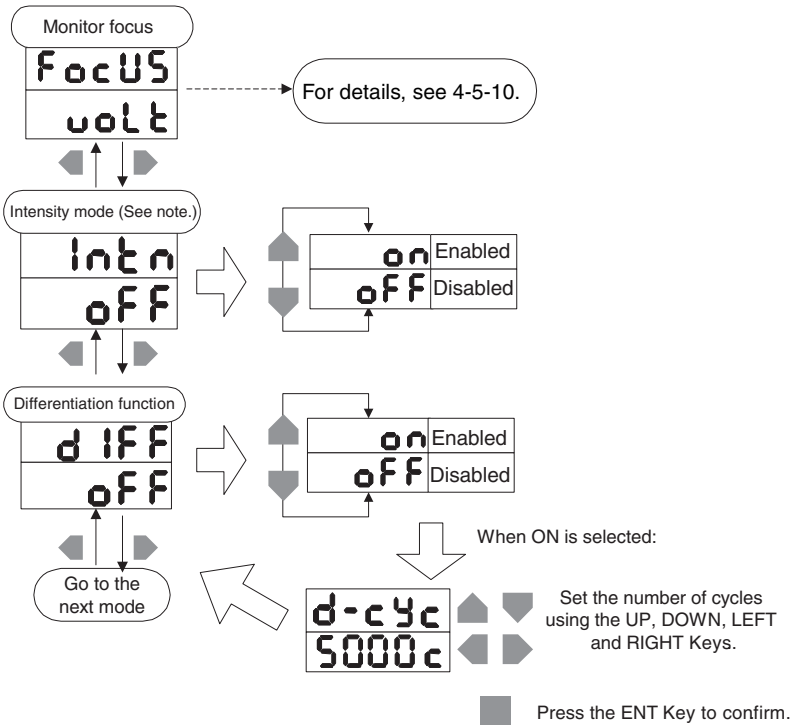 Monitor focus
FocUS
voLt
For details, see 4-5-10.
Intensity mode (See note.)
Intn
oFF
on Enabled
oFF Disabled
Differentiation function
dIFF
oFF
on Enabled
oFF Disabled
When ON is selected:
Go to the
next mode
d-cYc
5000c
Set the number of cycles
using the UP, DOWN, LEFT
and RIGHT Keys.
Press the ENT Key to confirm.